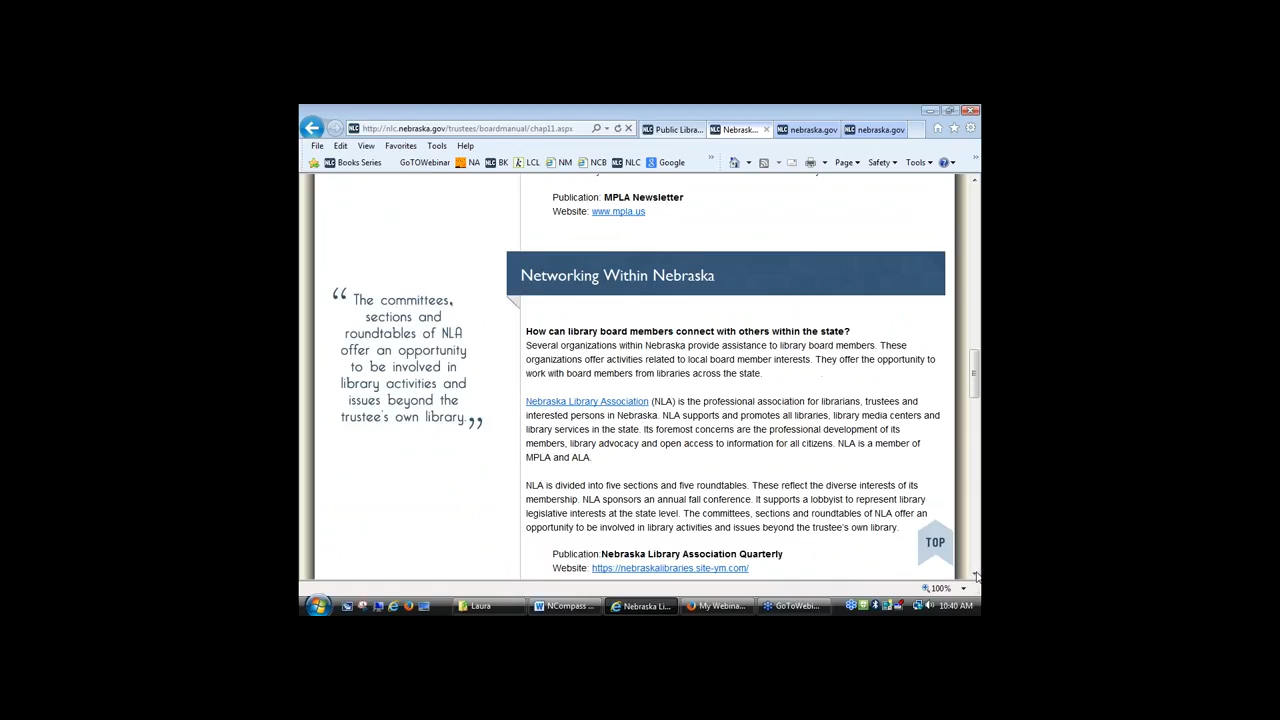 http://nlc.nebraska.gov/trustees/boardmanual/chap11.aspx
NLC Public Libra...
NLC Nebrask...
NLC nebraska.gov
NLC nebraska.gov
File Edit View Favorites Tools Help
NLC Books Series GoTOWebinar NA NLC BK LCL NM NCB NLC Google
Page Safety Tools
Publication: MPLA Newsletter
Website: www.mpla.us
Networking Within Nebraska
“ The committees,
sections and
roundtables of NLA
offer an opportunity
to be involved in
library activities and
issues beyond the
trustee's own library. ”
How can library board members connect with others within the state?
Several organizations within Nebraska provide assistance to library board members. These
organizations offer activities related to local board member interests. They offer the opportunity to
work with board members from libraries across the state.
Nebraska Library Association (NLA) is the professional association for librarians, trustees and
interested persons in Nebraska. NLA supports and promotes all libraries, library media centers and
library services in the state. Its foremost concerns are the professional development of its
members, library advocacy and open access to information for all citizens. NLA is a member of
MPLA and ALA.
NLA is divided into five sections and five roundtables. These reflect the diverse interests of its
membership. NLA sponsors an annual fall conference. It supports a lobbyist to represent library
legislative interests at the state level. The committees, sections and roundtables of NLA offer an
opportunity to be involved in library activities and issues beyond the trustee's own library.
TOP
Publication:Nebraska Library Association Quarterly
Website: https://nebraskalibraries.site-ym.com/
100%
Laura NCompass ... Nebraska Li... My Webina... GoToWebi... 10:40 AM